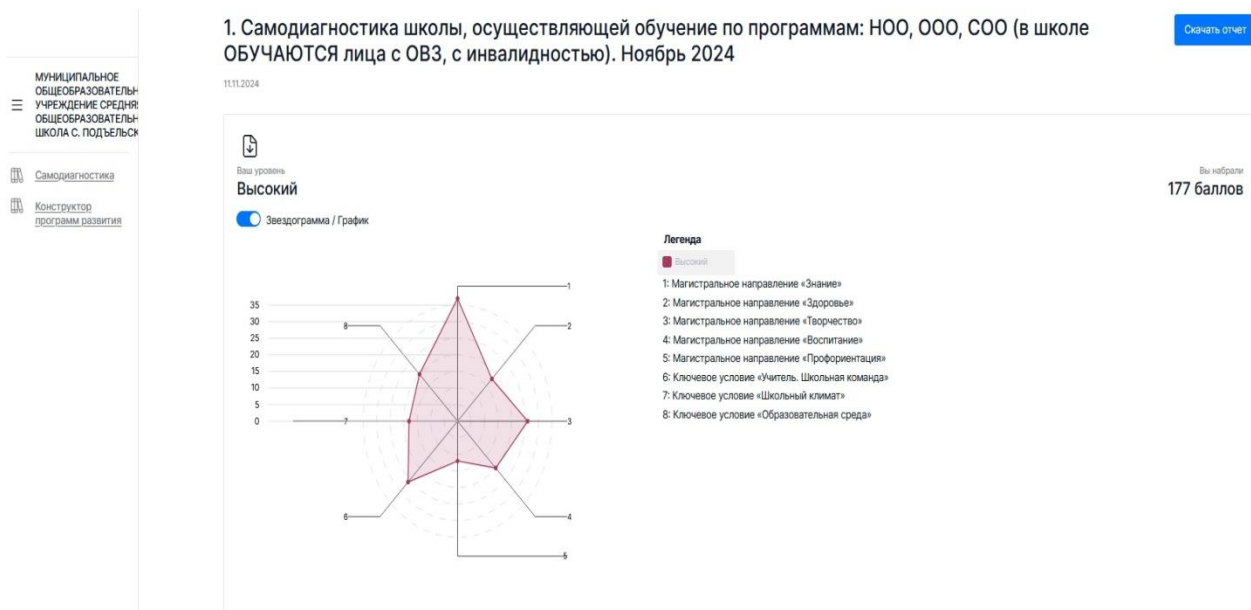 1. Самодиагностика школы, осуществляющей обучение по программам: НОО, ООО, СОО (в школе
ОБУЧАЮТСЯ лица с ОВЗ, с инвалидностью). Ноябрь 2024
Скачать отчет
11.11.2024
МУНИЦИПАЛЬНОЕ
ОБЩЕОБРАЗОВАТЕЛЬН
УЧРЕЖДЕНИЕ СРЕДНЯЯ
ОБЩЕОБРАЗОВАТЕЛЬН
ШКОЛА С. ПОДЪЕЛЬСК
Самодиагностика
Конструктор
программ развития
Ваш уровень
Высокий
Вы набрали
177 баллов
Звездограмма / График
35
30
25
20
15
10
5
0
1
2
3
4
5
6
7
8
Легенда
Высокий
1: Магистральное направление «Знание»
2: Магистральное направление «Здоровье»
3: Магистральное направление «Творчество»
4: Магистральное направление «Воспитание»
5: Магистральное направление «Профориентация»
6: Ключевое условие «Учитель. Школьная команда»
7: Ключевое условие «Школьный климат»
8: Ключевое условие «Образовательная среда»